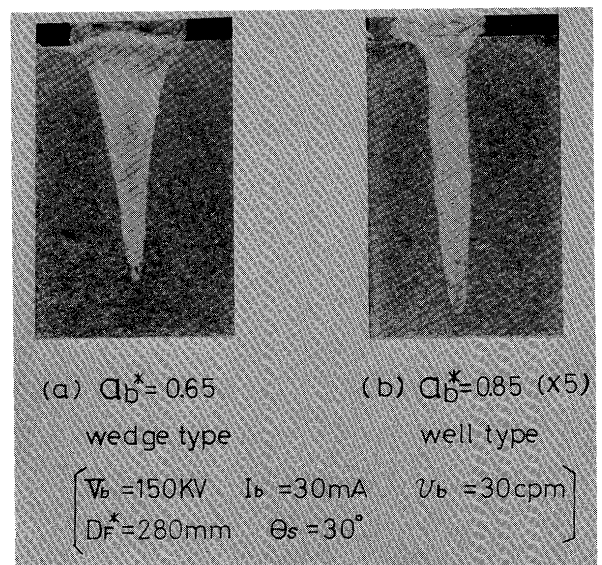 (a) ab*= 0.65
wedge type
(b) ab*=0.85 (x5)
well type
Vb =150KV Ib =30mA Ub =30cpm
DF*=280mm θs=30°